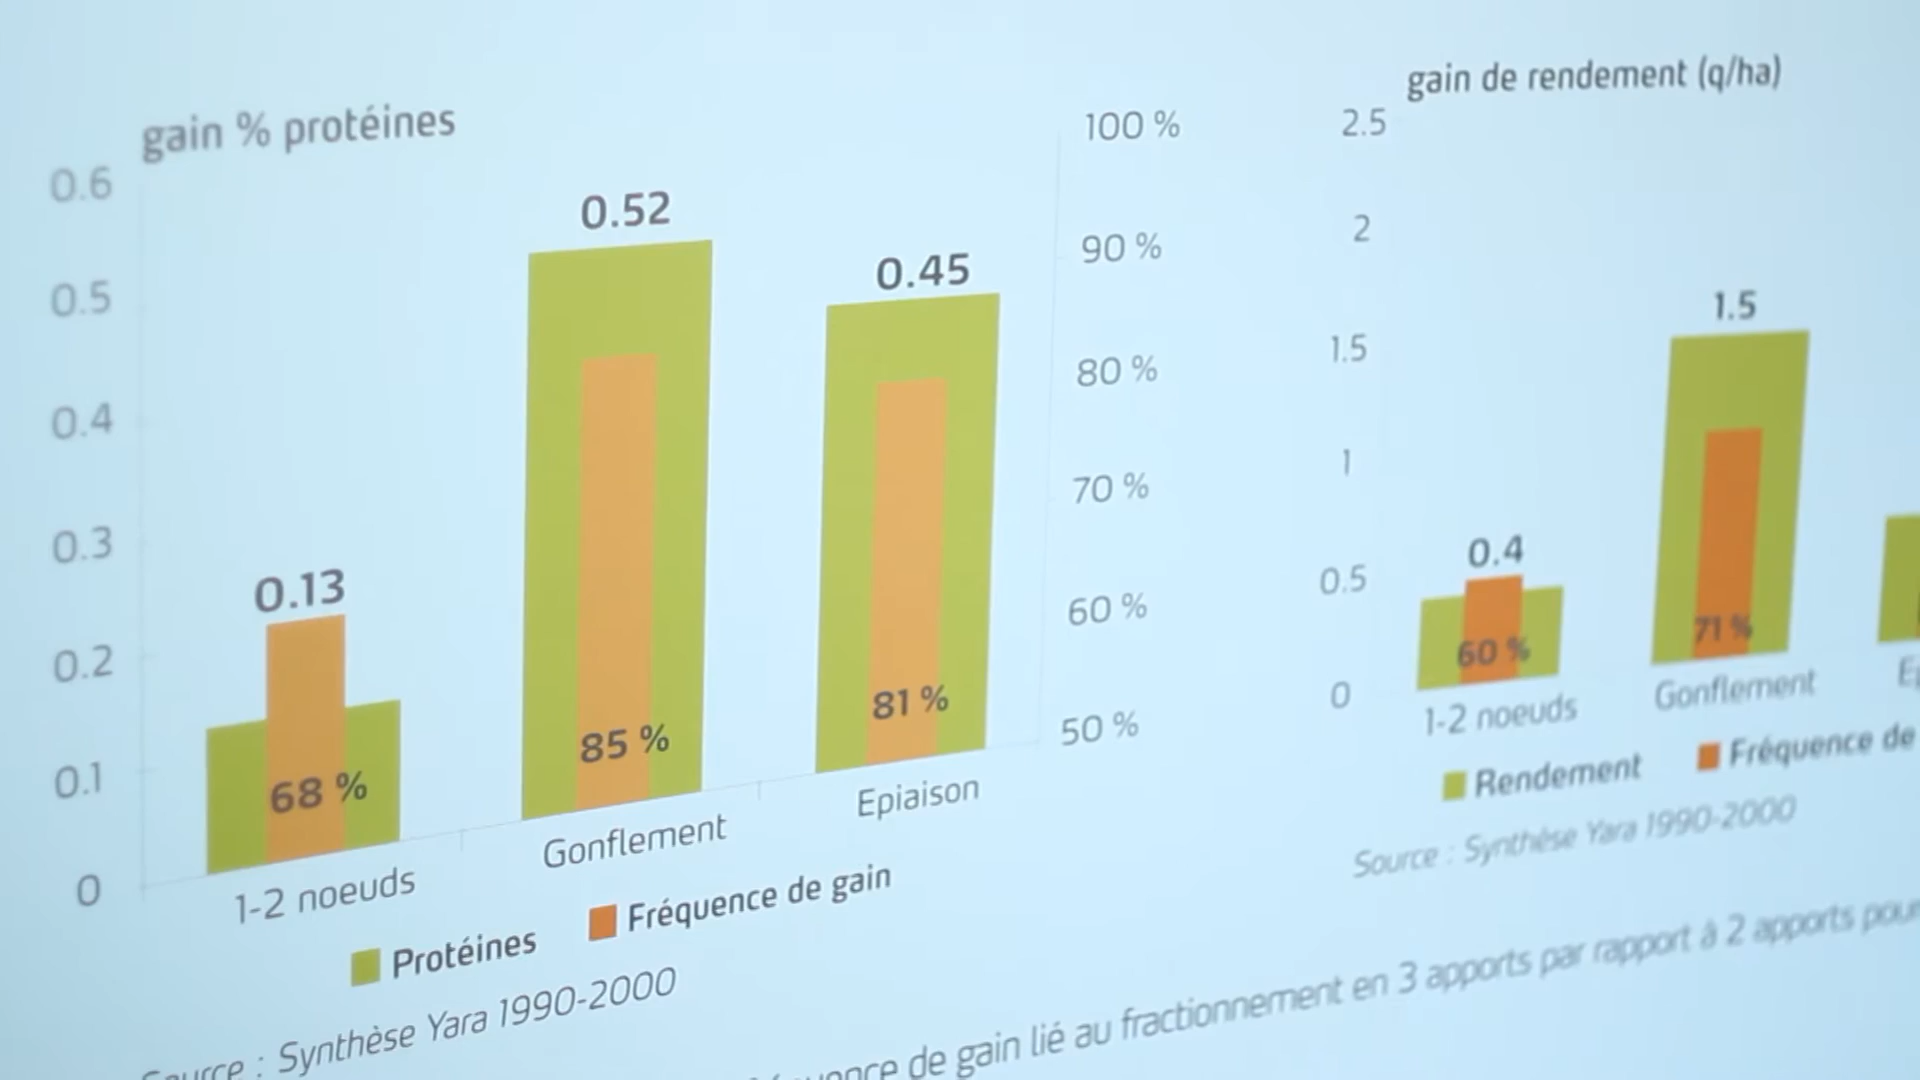 gain % protéines
0.6
0.5
0.4
0.3
0.2
0.1
0
100 %
90 %
80 %
70 %
60 %
50 %
0.13
0.52
0.45
68 %
85 %
81 %
1-2 noeuds
Gonflement
Epiaison
Protéines
Fréquence de gain
Source : Synthèse Yara 1990-2000
gain de rendement (q/ha)
2.5
2
1.5
1
0.5
0
0.4
1.5
60 %
71 %
1-2 noeuds
Gonflement
Rendement
Fréquence de
Source : Synthèse Yara 1990-2000
de gain lié au fractionnement en 3 apports par rapport à 2 apports pour